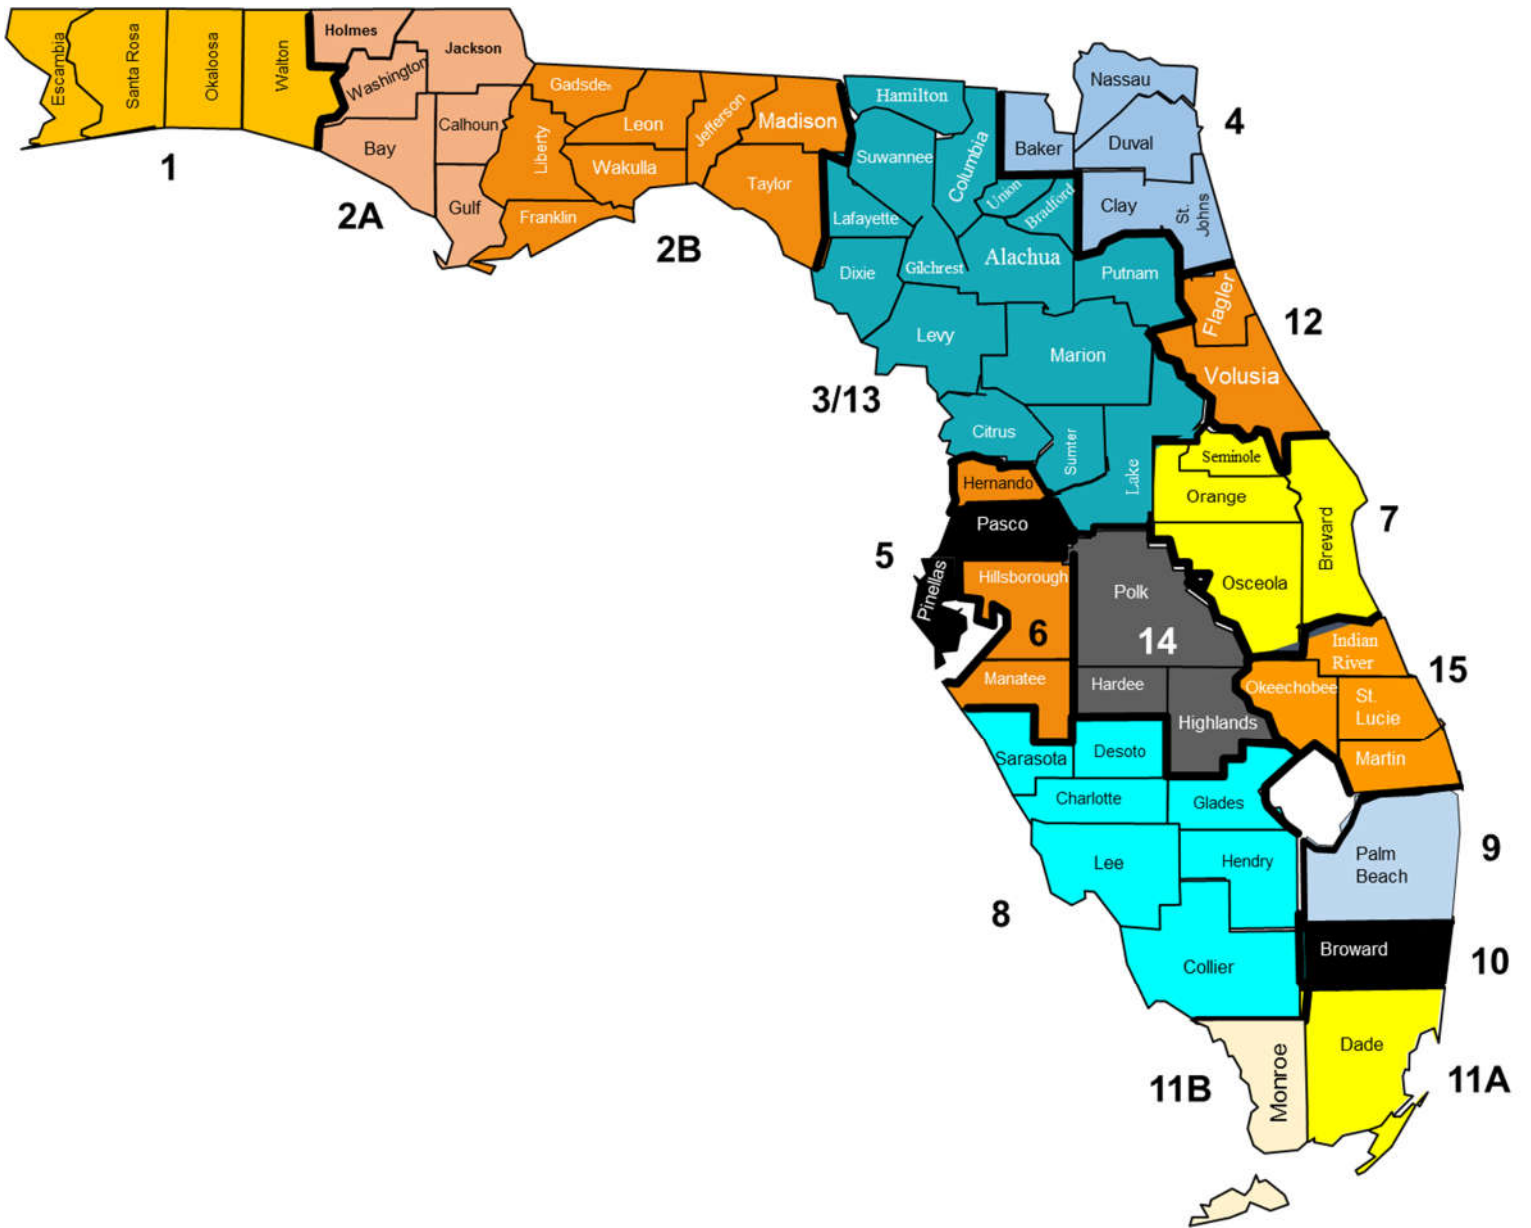 Escambia
Santa Rosa
Okaloosa
Walton
Holmes
Jackson
Washington
Bay
Calhoun
Gulf
1
2A
Gadsden
Liberty
Leon
Wakulla
Franklin
Jefferson
Madison
Taylor
2B
Hamilton
Suwannee
Columbia
Lafayette
Dixie
Gilchrest
Union
Bradford
Alachua
Putnam
Levy
Marion
Citrus
Sumter
Lake
3/13
Nassau
Baker
Duval
Clay
St.
Johns
4
Flagler
Volusia
12
Seminole
Orange
Osceola
Brevard
7
Hernando
Pasco
Pinellas
5
Hillsborough
6
Manatee
Polk
14
Hardee
Highlands
Indian
River
Okeechobee
St.
Lucie
Martin
15
Sarasota
Desoto
Charlotte
Glades
Lee
Hendry
Collier
8
Palm
Beach
9
Broward
10
Dade
11A
Monroe
11B